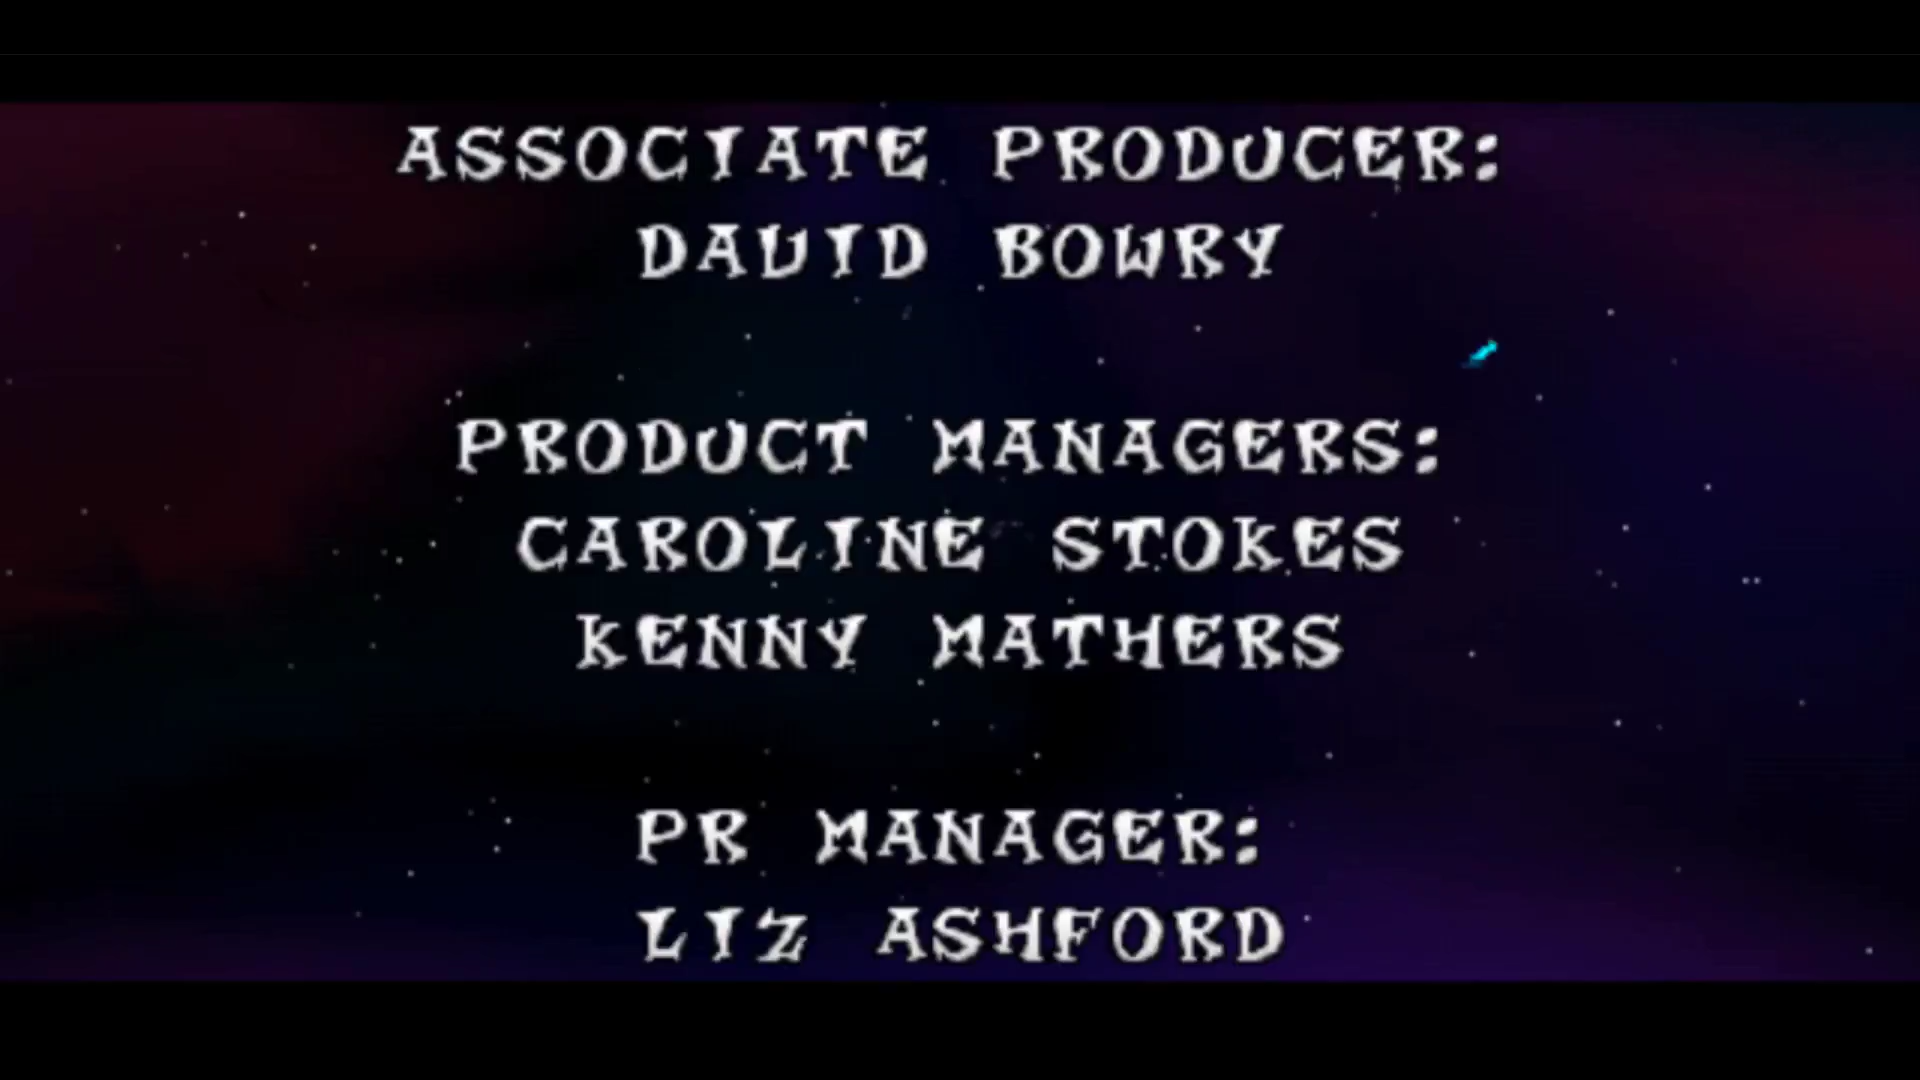 ASSOCIATE PRODUCER:
DAVID BOWRY
PRODUCT MANAGERS:
CAROLINE STOKES
KENNY MATHERS
PR MANAGER:
LIZ ASHFORD